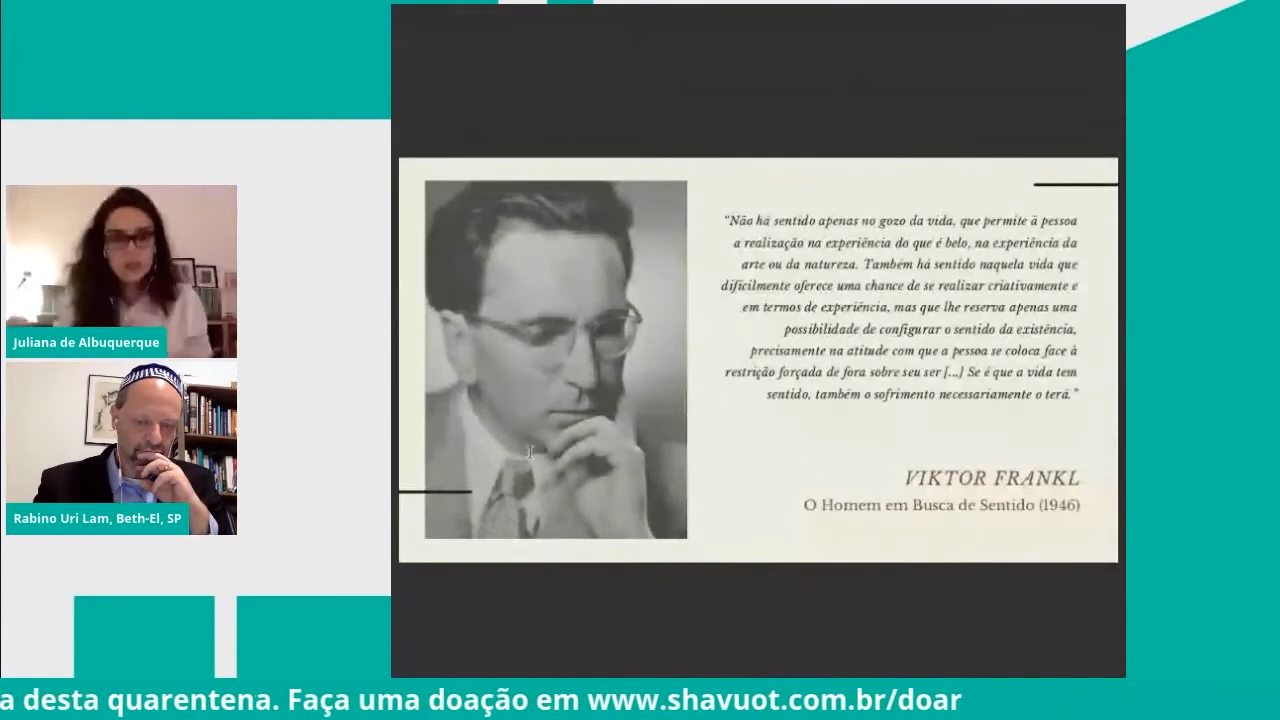 Juliana de Albuquerque
Rabino Uri Lam, Beth-El, SP
“Não há sentido apenas no gozo da vida, que permite à pessoa
a realização na experiência do que é belo, na experiência da
arte ou da natureza. Também há sentido naquela vida que
dificilmente oferece uma chance de se realizar criativamente e
em termos de experiência, mas que lhe reserva apenas uma
possibilidade de configurar o sentido da existência,
precisamente na atitude com que a pessoa se coloca face à
restrição forçada de fora sobre seu ser [...] Se é que a vida tem
sentido, também o sofrimento necessariamente o terá.”
VIKTOR FRANKL
O Homem em Busca de Sentido (1946)
a desta quarentena. Faça uma doação em www.shavuot.com.br/doar